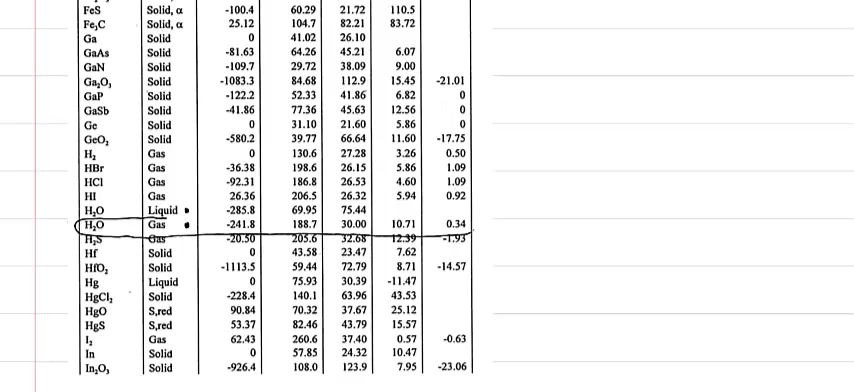 FeS Solid, α -100.4 60.29 21.72 110.5
Fe₃C Solid, α 25.12 104.7 82.21 83.72
Ga Solid 0 41.02 26.10
GaAs Solid -81.63 64.26 45.21 6.07
GaN Solid -109.7 29.72 38.09 9.00
Ga₂O₃ Solid -1083.3 84.68 112.9 15.45 -21.01
GaP Solid -122.2 52.33 41.86 6.82 0
GaSb Solid -41.86 77.36 45.63 12.56 0
Ge Solid 0 31.10 21.60 5.86 0
GeO₂ Solid -580.2 39.77 66.64 11.60 -17.75
H₂ Gas 0 130.6 27.28 3.26 0.50
HBr Gas -36.38 198.6 26.15 5.86 1.09
HCl Gas -92.31 186.8 26.53 4.60 1.09
HI Gas 26.36 206.5 26.32 5.94 0.92
H₂O Liquid -285.8 69.95 75.44
H₂O Gas -241.8 188.7 30.00 10.71 0.34
H₂S Gas -20.50 205.6 32.68 12.39 -1.93
Hf Solid 0 43.58 23.47 7.62
HfO₂ Solid -1113.5 59.44 72.79 8.71 -14.57
Hg Liquid 0 75.93 30.39 -11.47
HgCl₂ Solid -228.4 140.1 63.96 43.53
HgO S,red 90.84 70.32 37.67 25.12
HgS S,red 53.37 82.46 43.79 15.57
I₂ Gas 62.43 260.6 37.40 0.57 -0.63
In Solid 0 57.85 24.32 10.47
In₂O₃ Solid -926.4 108.0 123.9 7.95 -23.06